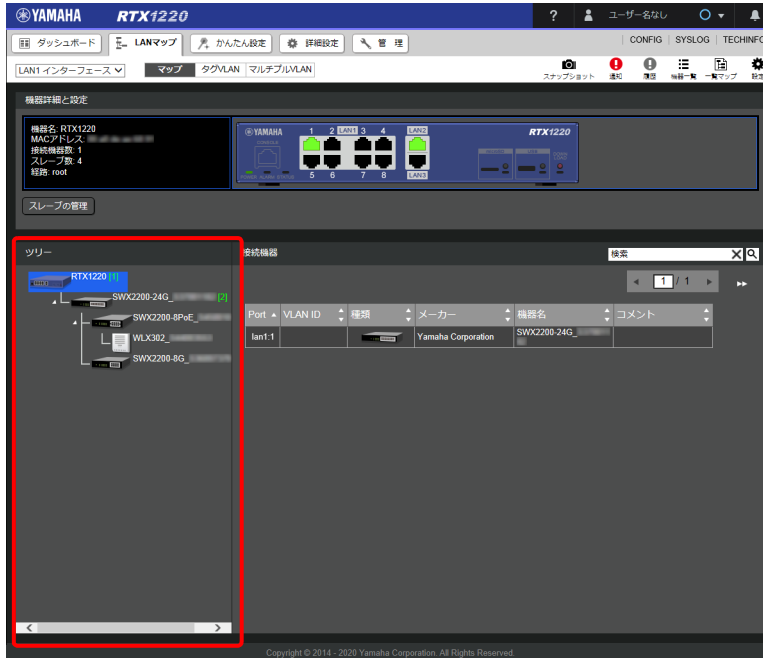 YAMAHA RTX1220 ? ユーザー名なし
ダッシュボード LANマップ かんたん設定 詳細設定 管 理 CONFIG SYSLOG TECHINFO
LAN1 インターフェース マップ タグVLAN マルチプルVLAN スナップショット 通知 履歴 機器一覧 一覧マップ 設定
機器詳細と設定
機器名: RTX1220
MACアドレス:
接続機器数: 1
スレーブ数: 4
経路: root
YAMAHA 1 2 LAN1 3 4 LAN2 RTX1220
CONSOLE
POWER ALARM STATUS 5 6 7 8 LAN3
スレーブの管理
ツリー
RTX1220 [1]
SWX2200-24G_ [2]
SWX2200-8PoE_
WLX302_
SWX2200-8G_
接続機器 検索
1 / 1
Port VLAN ID 種類 メーカー 機器名 コメント
lan1:1 Yamaha Corporation SWX2200-24G_
Copyright © 2014 - 2020 Yamaha Corporation. All Rights Reserved.